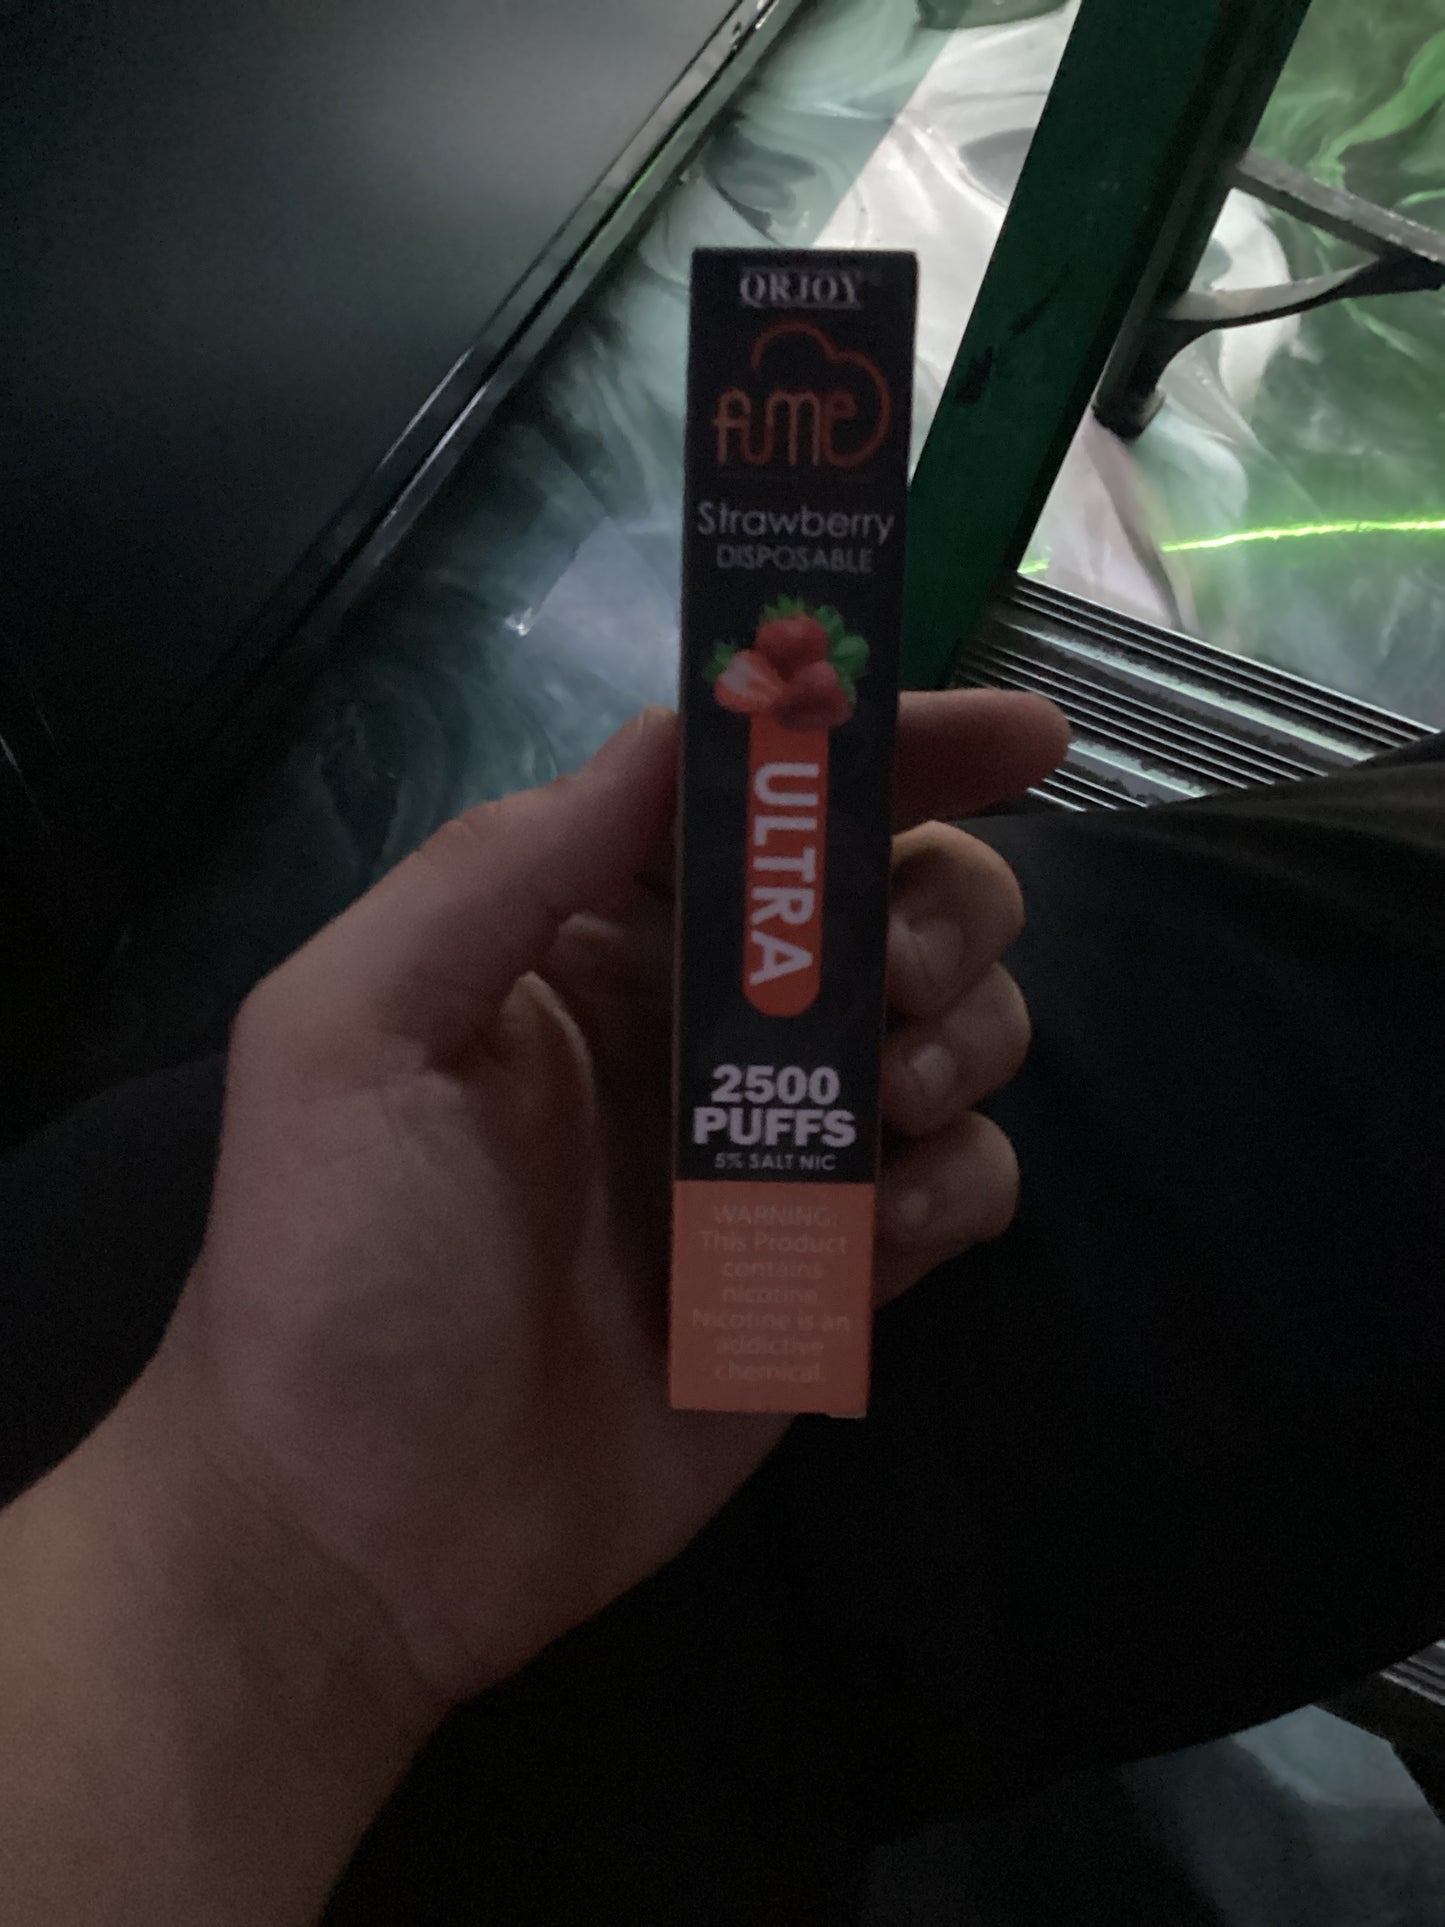 QRJOY
fume
Strawberry
DISPOSABLE
ULTRA
2500
PUFFS
5% SALT NIC
WARNING:
This Product
contains
nicotine.
Nicotine is an
addictive
chemical.